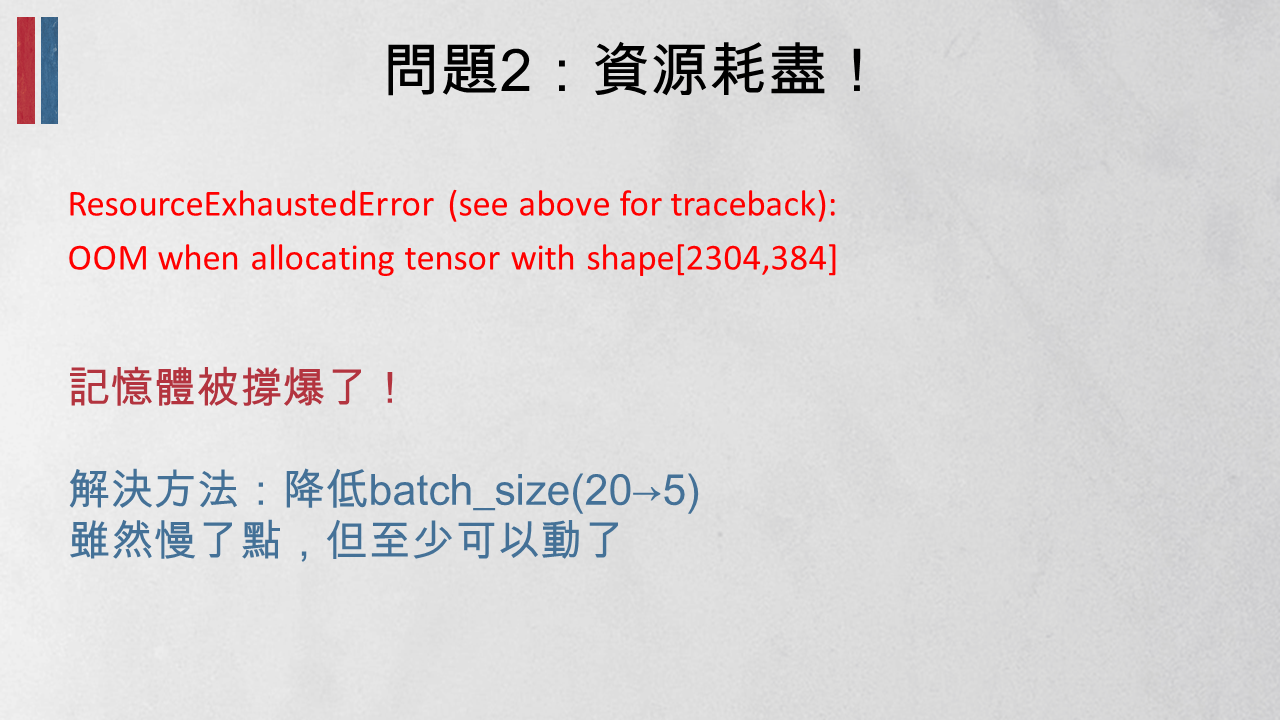 問題2：資源耗盡！
ResourceExhaustedError (see above for traceback):
OOM when allocating tensor with shape[2304,384]
記憶體被撐爆了！
解決方法：降低batch_size(20→5)
雖然慢了點，但至少可以動了